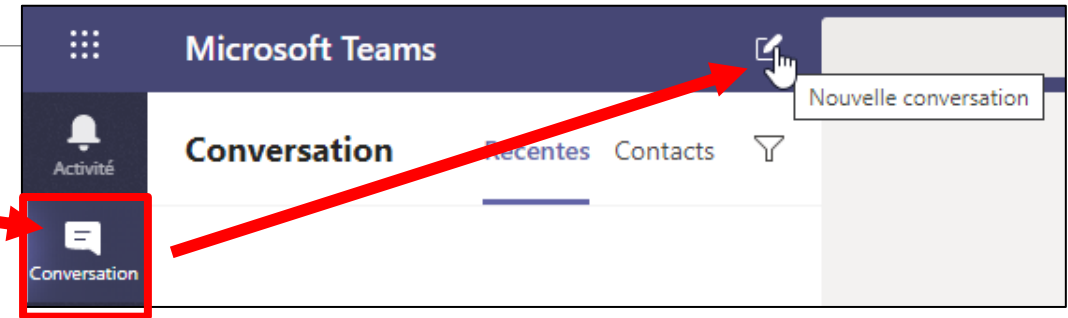 Microsoft Teams
Nouvelle conversation
Activité
Conversation Récentes Contacts
Conversation